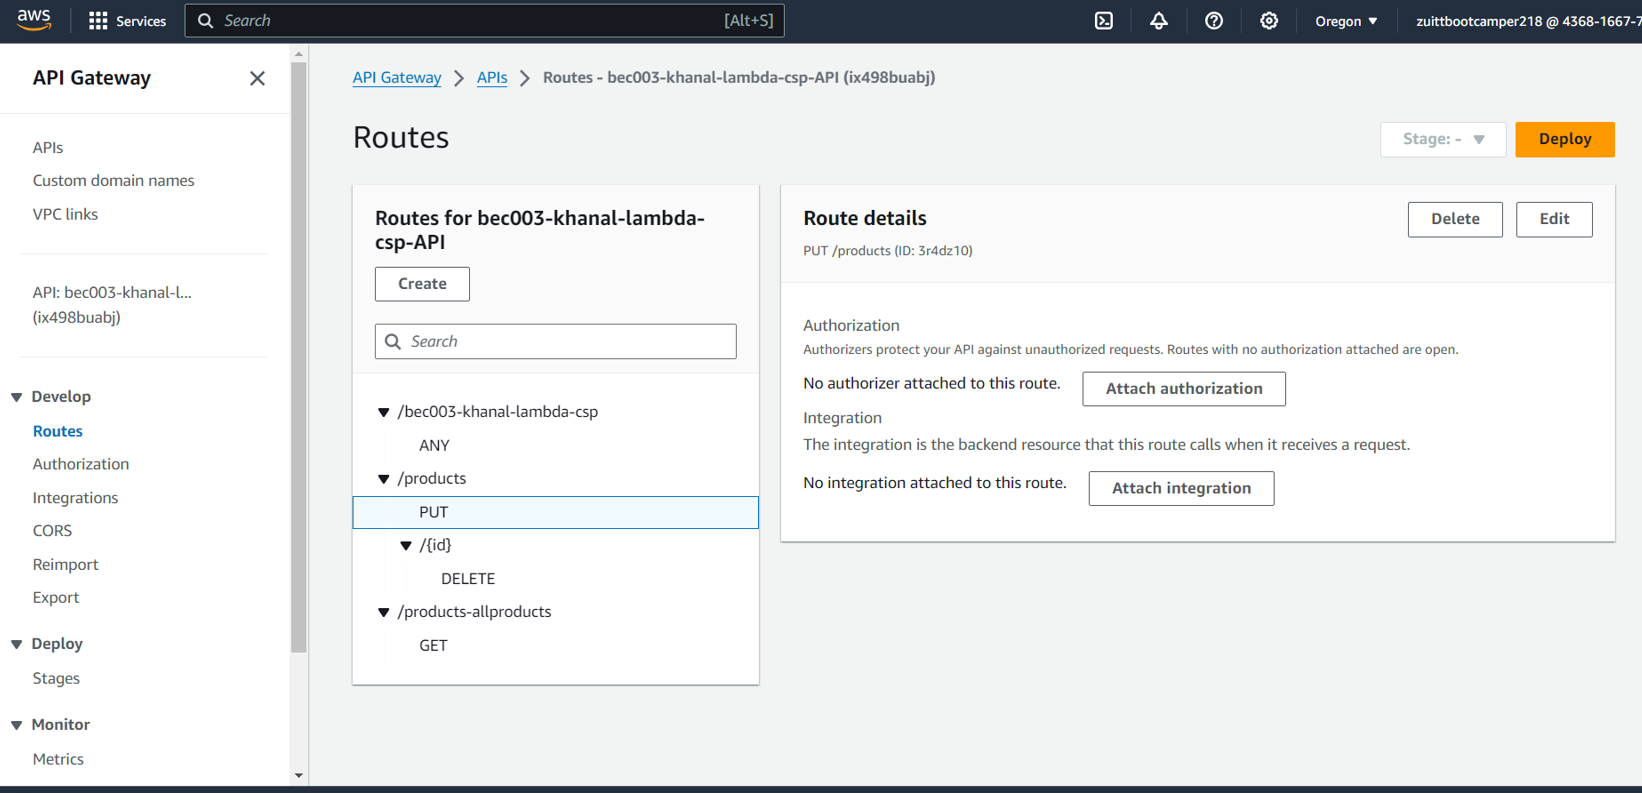 aws
Services
Search
[Alt+S]
Oregon
zuittbootcamper218 @ 4368-1667-7
API Gateway
APIs
Custom domain names
VPC links
API: bec003-khanal-l...
(ix498buabj)
Develop
Routes
Authorization
Integrations
CORS
Reimport
Export
Deploy
Stages
Monitor
Metrics
API Gateway
APIs
Routes - bec003-khanal-lambda-csp-API (ix498buabj)
Routes
Stage: -
Deploy
Routes for bec003-khanal-lambda-
csp-API
Create
Search
/bec003-khanal-lambda-csp
ANY
/products
PUT
/{id}
DELETE
/products-allproducts
GET
Route details
Delete
Edit
PUT /products (ID: 3r4dz10)
Authorization
Authorizers protect your API against unauthorized requests. Routes with no authorization attached are open.
No authorizer attached to this route.
Attach authorization
Integration
The integration is the backend resource that this route calls when it receives a request.
No integration attached to this route.
Attach integration